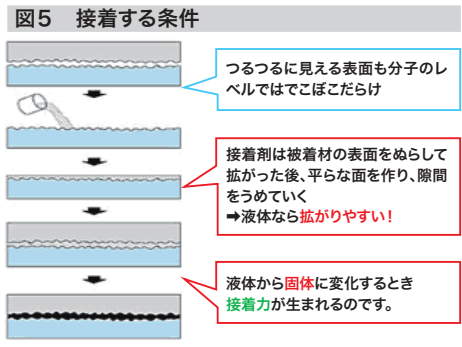 図5 接着する条件
つるつるに見える表面も分子のレ
ベルではでこぼこだらけ
接着剤は被着材の表面をぬらして
拡がった後、平らな面を作り、隙間
をうめていく
➡液体なら拡がりやすい！
液体から固体に変化するとき
接着力が生まれるのです。